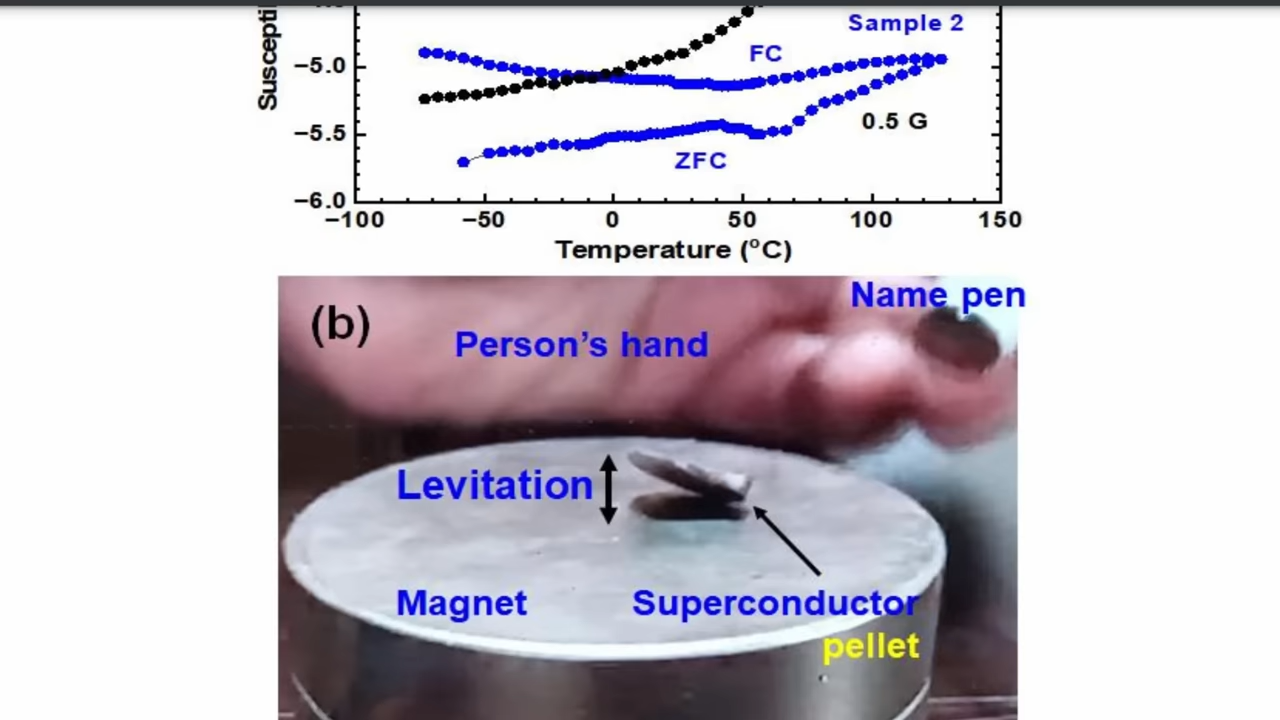 Suscepti
Sample 2
FC
−5.0
0.5 G
−5.5
ZFC
−6.0
−100 −50 0 50 100 150
Temperature (°C)
Name pen
(b)
Person’s hand
Levitation
Magnet
Superconductor
pellet